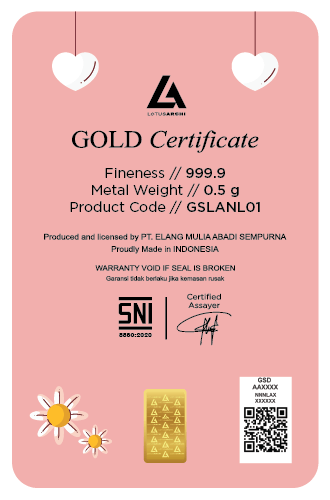 LOTUSARCHI
GOLD Certificate
Fineness // 999.9
Metal Weight // 0.5 g
Product Code // GSLANL01
Produced and licensed by PT. ELANG MULIA ABADI SEMPURNA
Proudly Made in INDONESIA
WARRANTY VOID IF SEAL IS BROKEN
Garansi tidak berlaku jika kemasan rusak
SNI
8880:2020
Certified
Assayer
GSD
AAXXXX
NNNLAX
XXXXXX